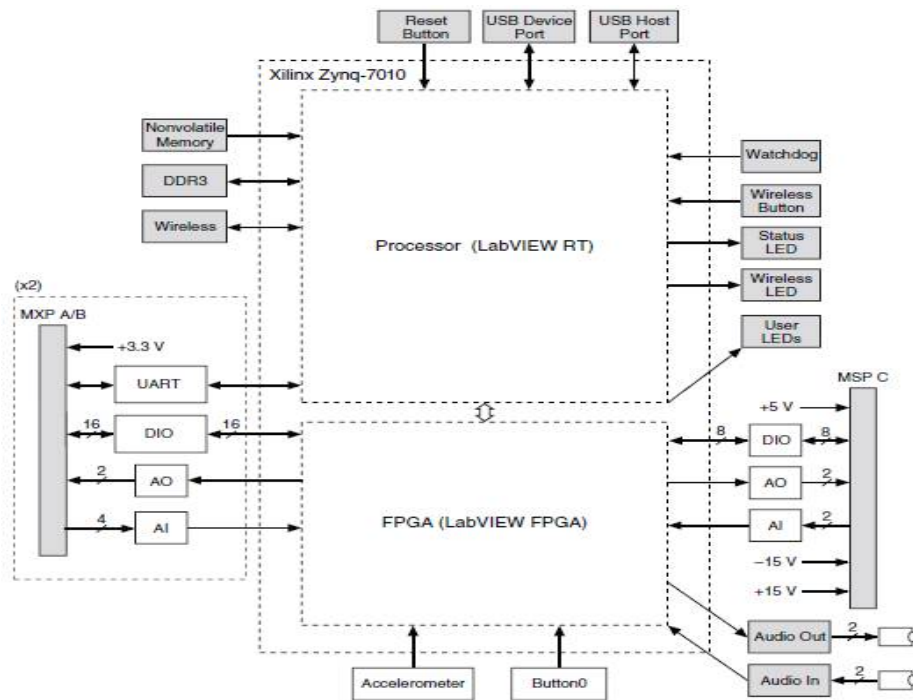 Reset
Button
USB Device
Port
USB Host
Port
Xilinx Zynq-7010
Nonvolatile
Memory
DDR3
Wireless
Processor (LabVIEW RT)
Watchdog
Wireless
Button
Status
LED
Wireless
LED
User
LEDs
(x2)
MXP A/B
+3.3 V
UART
16
DIO
16
2
AO
4
AI
FPGA (LabVIEW FPGA)
MSP C
+5 V
8
DIO
8
AO
2
AI
2
–15 V
+15 V
Audio Out
2
Audio In
2
Accelerometer
Button0